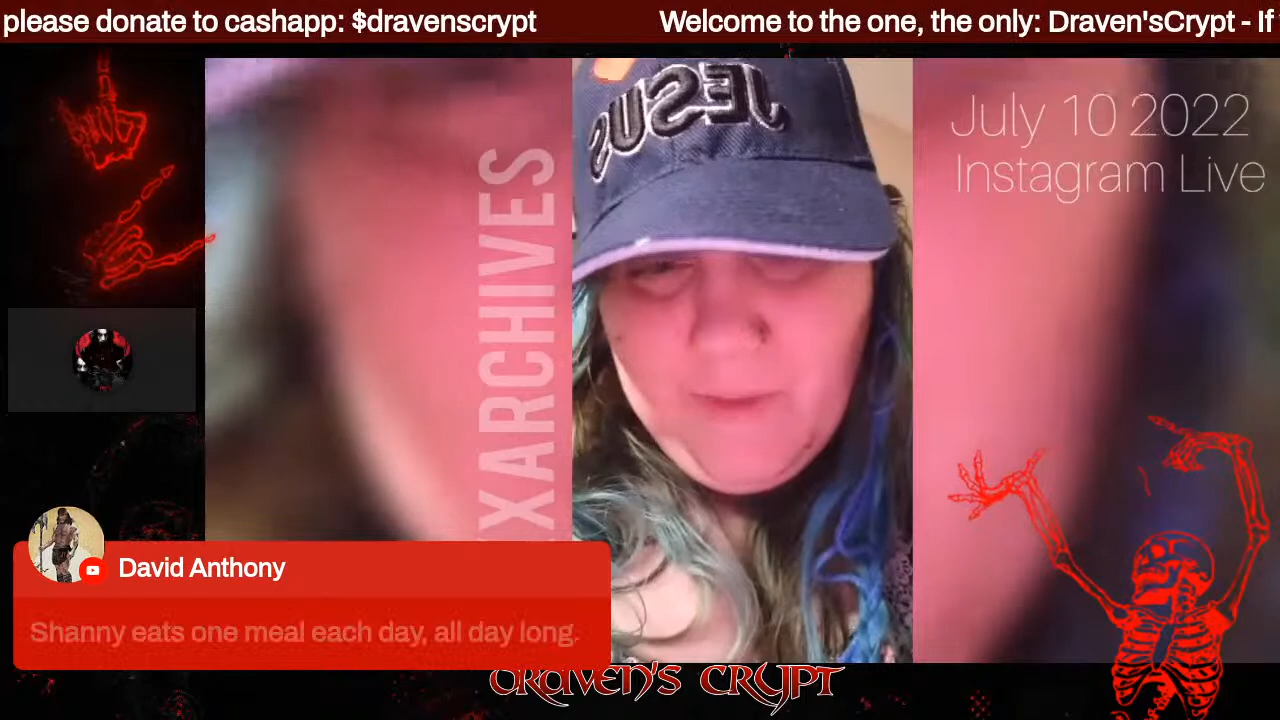 please donate to cashapp: $dravenscrypt
Welcome to the one, the only: Draven'sCrypt - If
JESUS
July 10 2022
Instagram Live
XARCHIVES
David Anthony
Shanny eats one meal each day, all day long.
DRAVEN'S CRYPT